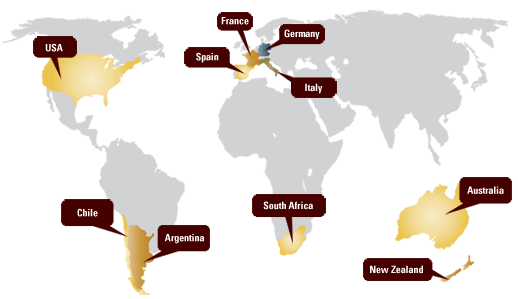 France
Germany
USA
Spain
Italy
Australia
South Africa
Chile
Argentina
New Zealand